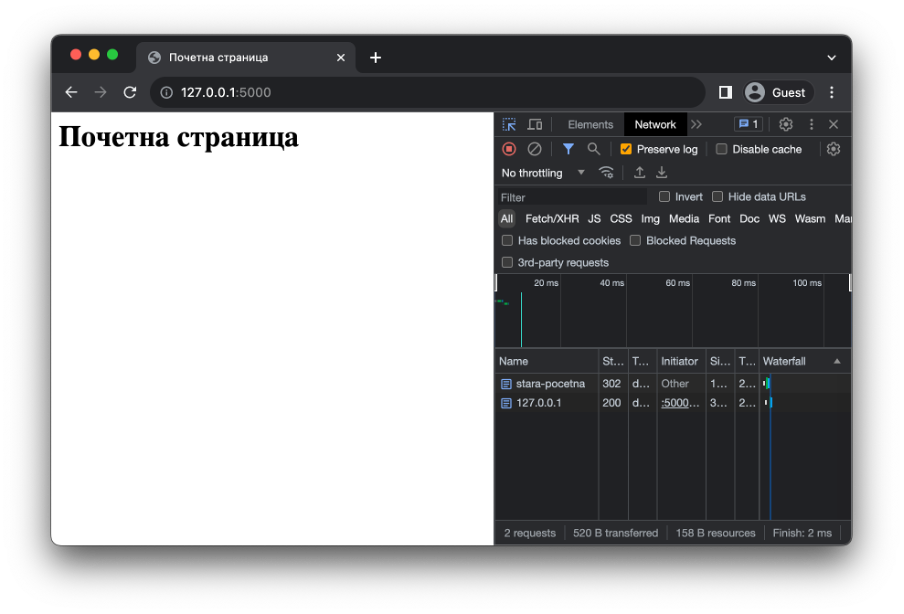 Почетна страница
127.0.0.1:5000
Guest
Почетна страница
Elements Network 1
Preserve log Disable cache
No throttling
Filter Invert Hide data URLs
All Fetch/XHR JS CSS Img Media Font Doc WS Wasm Ma
Has blocked cookies Blocked Requests
3rd-party requests
20 ms 40 ms 60 ms 80 ms 100 ms
Name St... T... Initiator Si... T... Waterfall
stara-pocetna 302 d... Other 1... 2...
127.0.0.1 200 d... :5000... 3... 2...
2 requests 520 B transferred 158 B resources Finish: 2 ms